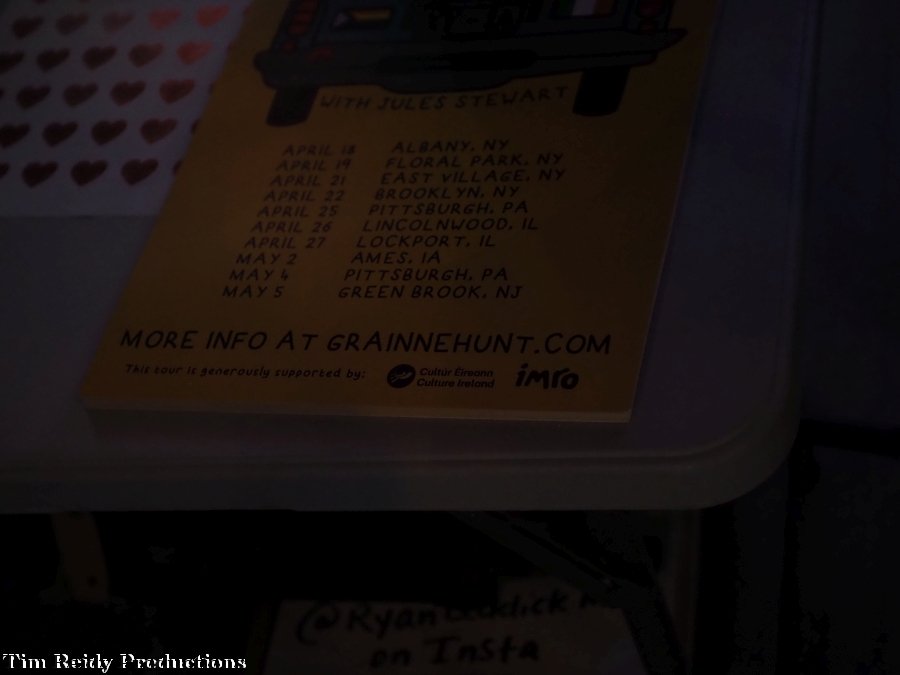 WITH JULES STEWART
APRIL 18 ALBANY, NY
APRIL 19 FLORAL PARK, NY
APRIL 21 EAST VILLAGE, NY
APRIL 22 BROOKLYN, NY
APRIL 25 PITTSBURGH, PA
APRIL 26 LINCOLNWOOD, IL
APRIL 27 LOCKPORT, IL
MAY 2 AMES, IA
MAY 4 PITTSBURGH, PA
MAY 5 GREEN BROOK, NJ
MORE INFO AT GRAINNEHUNT.COM
This tour is generously supported by:
Cultúr Éireann
Culture Ireland
imro
on Insta
Tim Reidy Productions